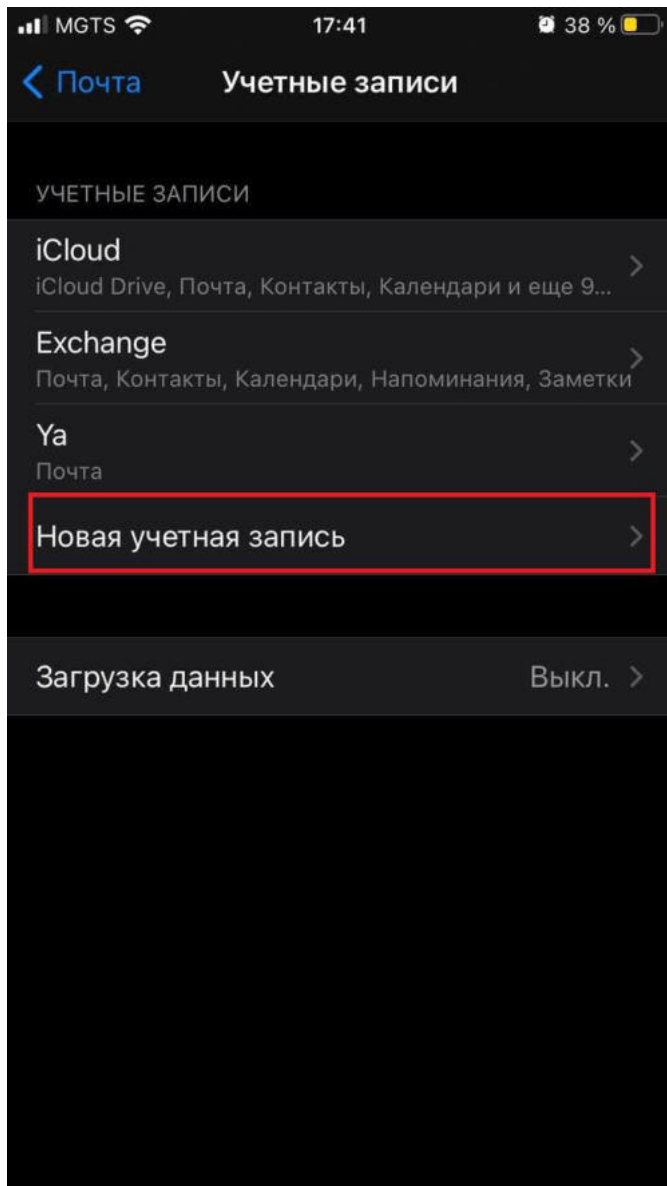 MGTS 17:41 38 %
Почта Учетные записи
УЧЕТНЫЕ ЗАПИСИ
iCloud
iCloud Drive, Почта, Контакты, Календари и еще 9...
Exchange
Почта, Контакты, Календари, Напоминания, Заметки
Ya
Почта
Новая учетная запись
Загрузка данных Выкл.